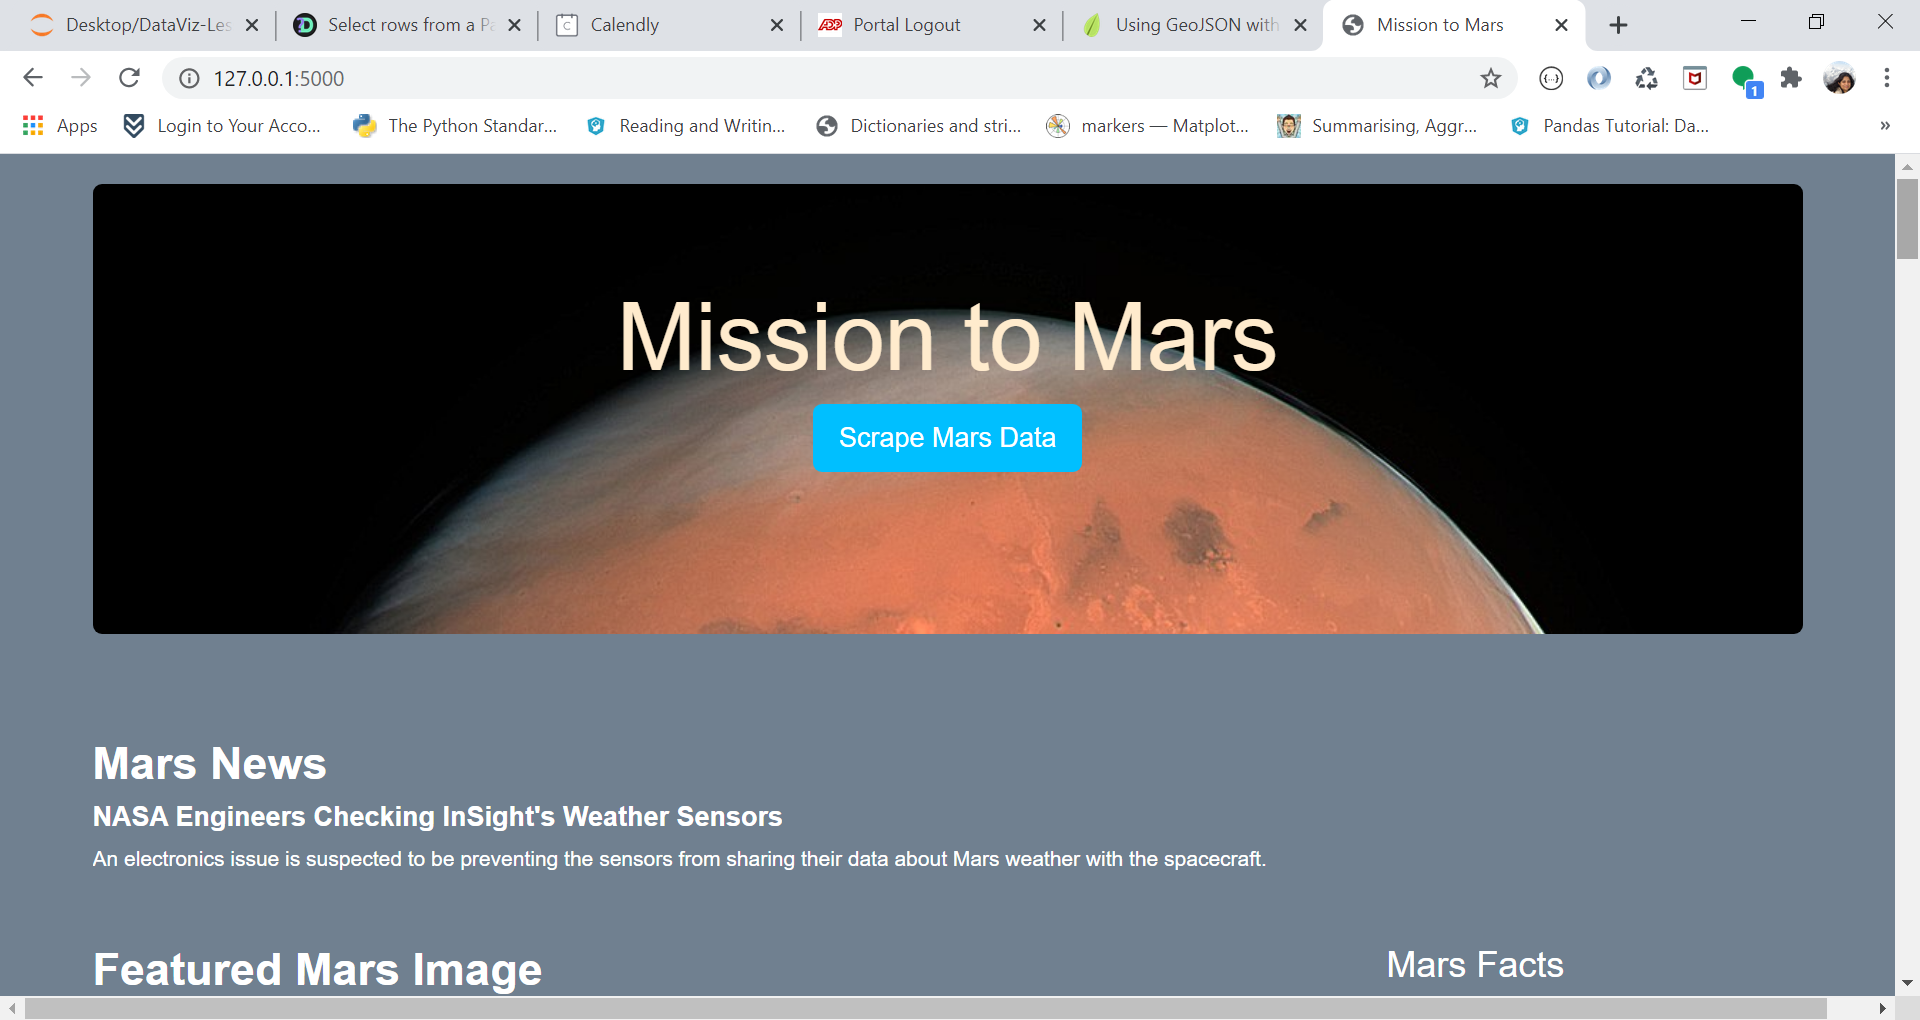 Desktop/DataViz-Les
Select rows from a Pa
Calendly
ADP Portal Logout
Using GeoJSON with
Mission to Mars
127.0.0.1:5000
1
Apps
Login to Your Acco...
The Python Standar...
Reading and Writin...
Dictionaries and stri...
markers — Matplot...
Summarising, Aggr...
Pandas Tutorial: Da...
»
Mission to Mars
Scrape Mars Data
Mars News
NASA Engineers Checking InSight's Weather Sensors
An electronics issue is suspected to be preventing the sensors from sharing their data about Mars weather with the spacecraft.
Featured Mars Image
Mars Facts